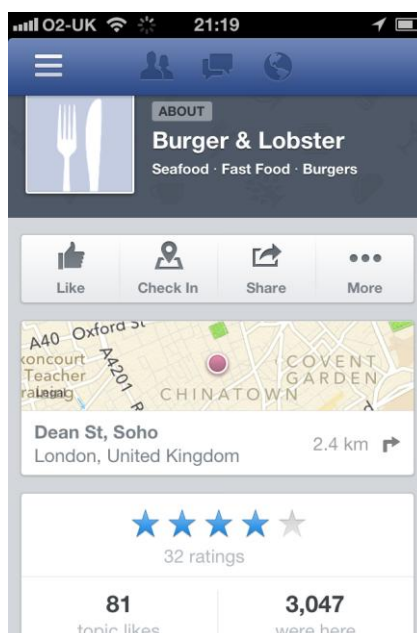 O2-UK 21:19
ABOUT
Burger & Lobster
Seafood · Fast Food · Burgers
Like Check In Share More
A40 Oxford St
A4201
COVENT
GARDEN
Teacher
Legal
CHINATOWN
Dean St, Soho
London, United Kingdom
2.4 km
32 ratings
81 3,047
topic likes were here